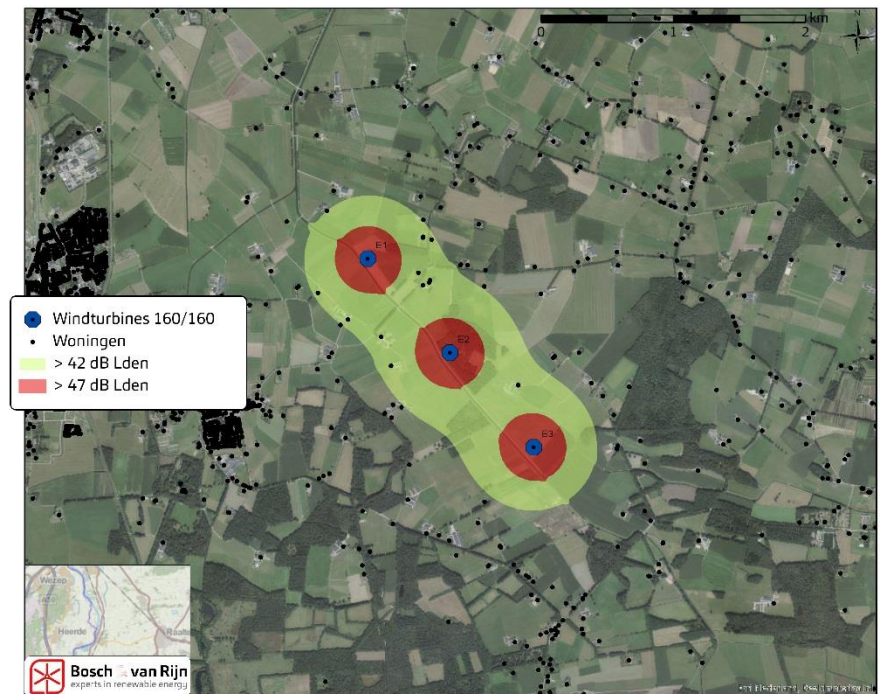 km
N
0 1 2
E1
E2
E3
Windturbines 160/160
Woningen
> 42 dB Lden
> 47 dB Lden
Wezep
Heerde
Raalte
Bosch & van Rijn
experts in renewable energy